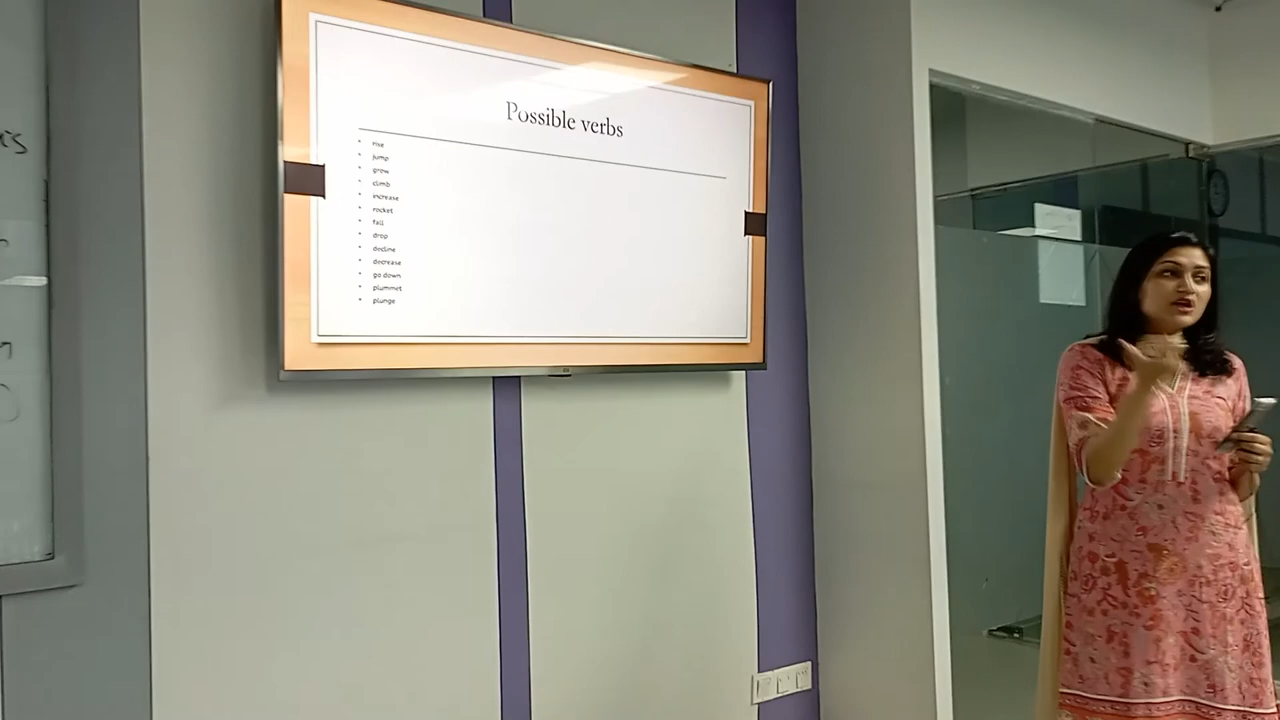 Possible verbs
rise
jump
grow
climb
increase
rocket
fall
drop
decline
decrease
go down
plummet
plunge